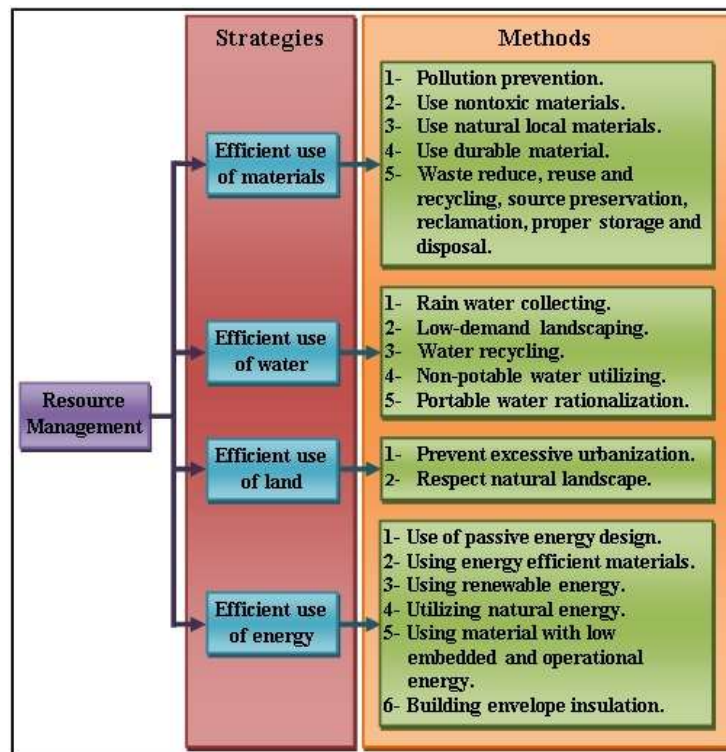 Strategies
Methods
Resource
Management
Efficient use
of materials
1- Pollution prevention.
2- Use nontoxic materials.
3- Use natural local materials.
4- Use durable material.
5- Waste reduce, reuse and
recycling, source preservation,
reclamation, proper storage and
disposal.
Efficient use
of water
1- Rain water collecting.
2- Low-demand landscaping.
3- Water recycling.
4- Non-potable water utilizing.
5- Portable water rationalization.
Efficient use
of land
1- Prevent excessive urbanization.
2- Respect natural landscape.
Efficient use
of energy
1- Use of passive energy design.
2- Using energy efficient materials.
3- Using renewable energy.
4- Utilizing natural energy.
5- Using material with low
embedded and operational
energy.
6- Building envelope insulation.